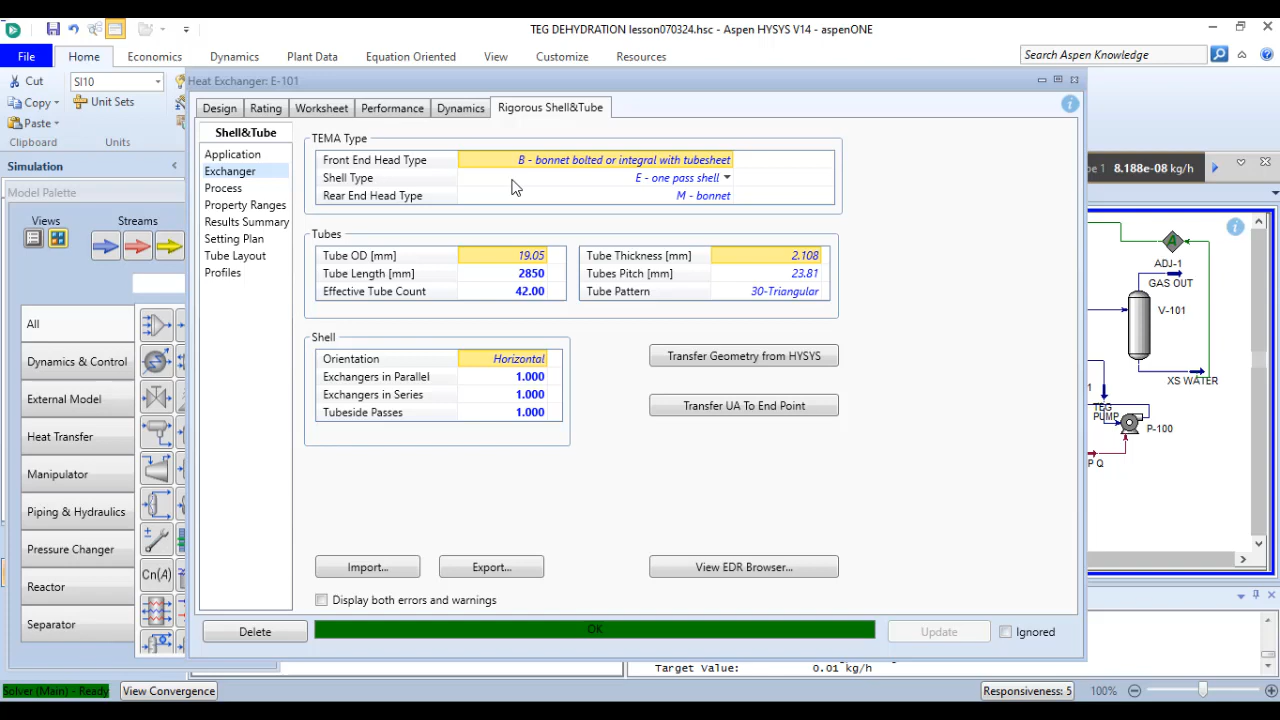 TEG DEHYDRATION lesson070324.hsc - Aspen HYSYS V14 - aspenONE
File Home Economics Dynamics Plant Data Equation Oriented View Customize Resources Search Aspen Knowledge
Cut SI10 Heat Exchanger: E-101
Copy Unit Sets
Paste
Clipboard
Design Rating Worksheet Performance Dynamics Rigorous Shell&Tube
Simulation
Model Palette
Views Streams
All
Dynamics & Control
External Model
Heat Transfer
Manipulator
Piping & Hydraulics
Pressure Changer
Reactor
Separator
Cn(A)
Shell&Tube
Application
Exchanger
Process
Property Ranges
Results Summary
Setting Plan
Tube Layout
Profiles
TEMA Type
Front End Head Type B - bonnet bolted or integral with tubesheet
Shell Type E - one pass shell
Rear End Head Type M - bonnet
Tubes
Tube OD [mm] 19.05
Tube Length [mm] 2850
Effective Tube Count 42.00
Tube Thickness [mm] 2.108
Tubes Pitch [mm] 23.81
Tube Pattern 30-Triangular
Shell
Orientation Horizontal
Exchangers in Parallel 1.000
Exchangers in Series 1.000
Tubeside Passes 1.000
Transfer Geometry from HYSYS
Transfer UA To End Point
Import... Export... View EDR Browser...
Display both errors and warnings
Delete OK Update Ignored
8.188e-08 kg/h
A
ADJ-1
GAS OUT
V-101
XS WATER
TEG
PUMP
P-100
P Q
Target Value: 0.01 kg/h
Solver (Main) - Ready View Convergence Responsiveness: 5 100%